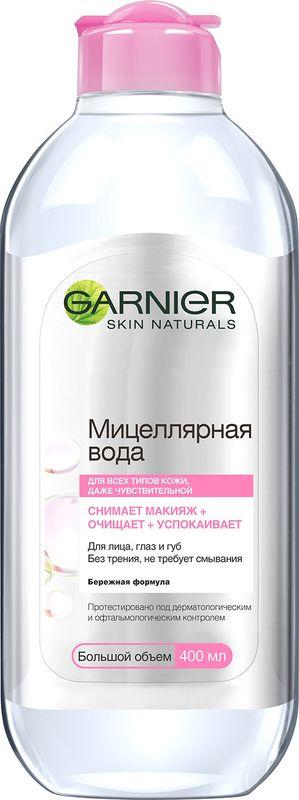 GARNIER
SKIN NATURALS
Мицеллярная
вода
ДЛЯ ВСЕХ ТИПОВ КОЖИ,
ДАЖЕ ЧУВСТВИТЕЛЬНОЙ
СНИМАЕТ МАКИЯЖ +
ОЧИЩАЕТ + УСПОКАИВАЕТ
Для лица, глаз и губ
Без трения, не требует смывания
Бережная формула
Протестировано под дерматологическим
и офтальмологическим контролем
Большой объем 400 мл